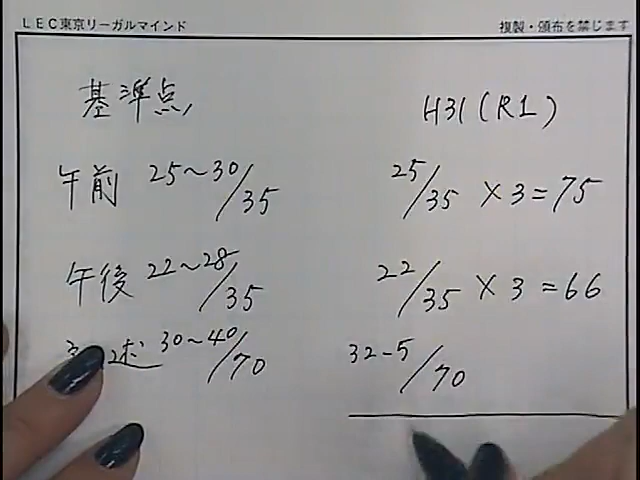 LEC東京リーガルマインド 複製・頒布を禁じます
基準点 H31(R1)
午前 25~30/35 25/35 × 3 = 75
午後 22~28/35 22/35 × 3 = 66
述 30~40/70 32-5/70